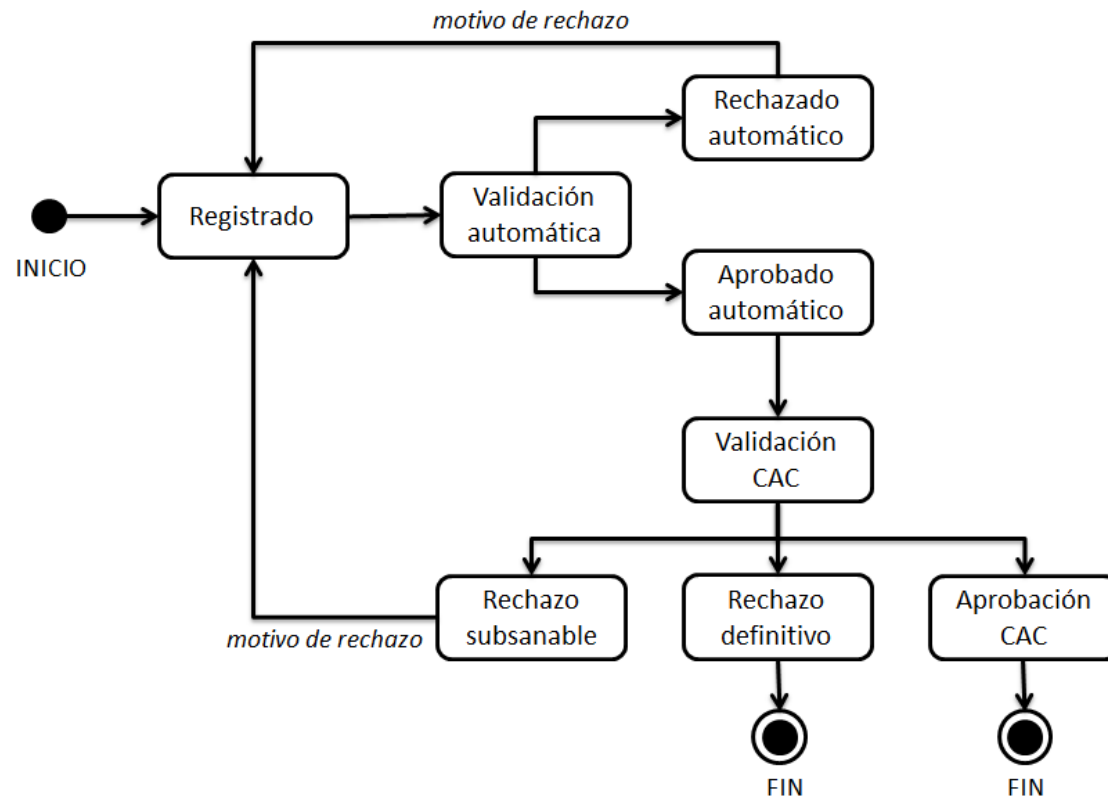 motivo de rechazo
Rechazado
automático
Registrado
Validación
automática
INICIO
Aprobado
automático
Validación
CAC
Rechazo
subsanable
Rechazo
definitivo
Aprobación
CAC
motivo de rechazo
FIN
FIN